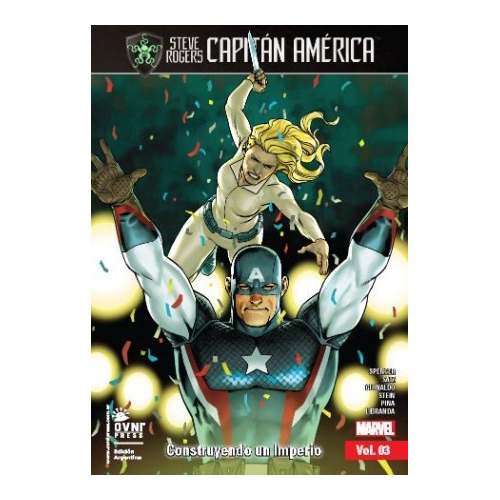 STEVE
ROGERS
CAPITÁN AMÉRICA
A
SPENCER
SAIZ
GUINALDO
STEIN
PINA
LIBRANDA
MARVEL
Construyendo un Imperio
Vol. 03
OVNI
PRESS
Edición
Argentina